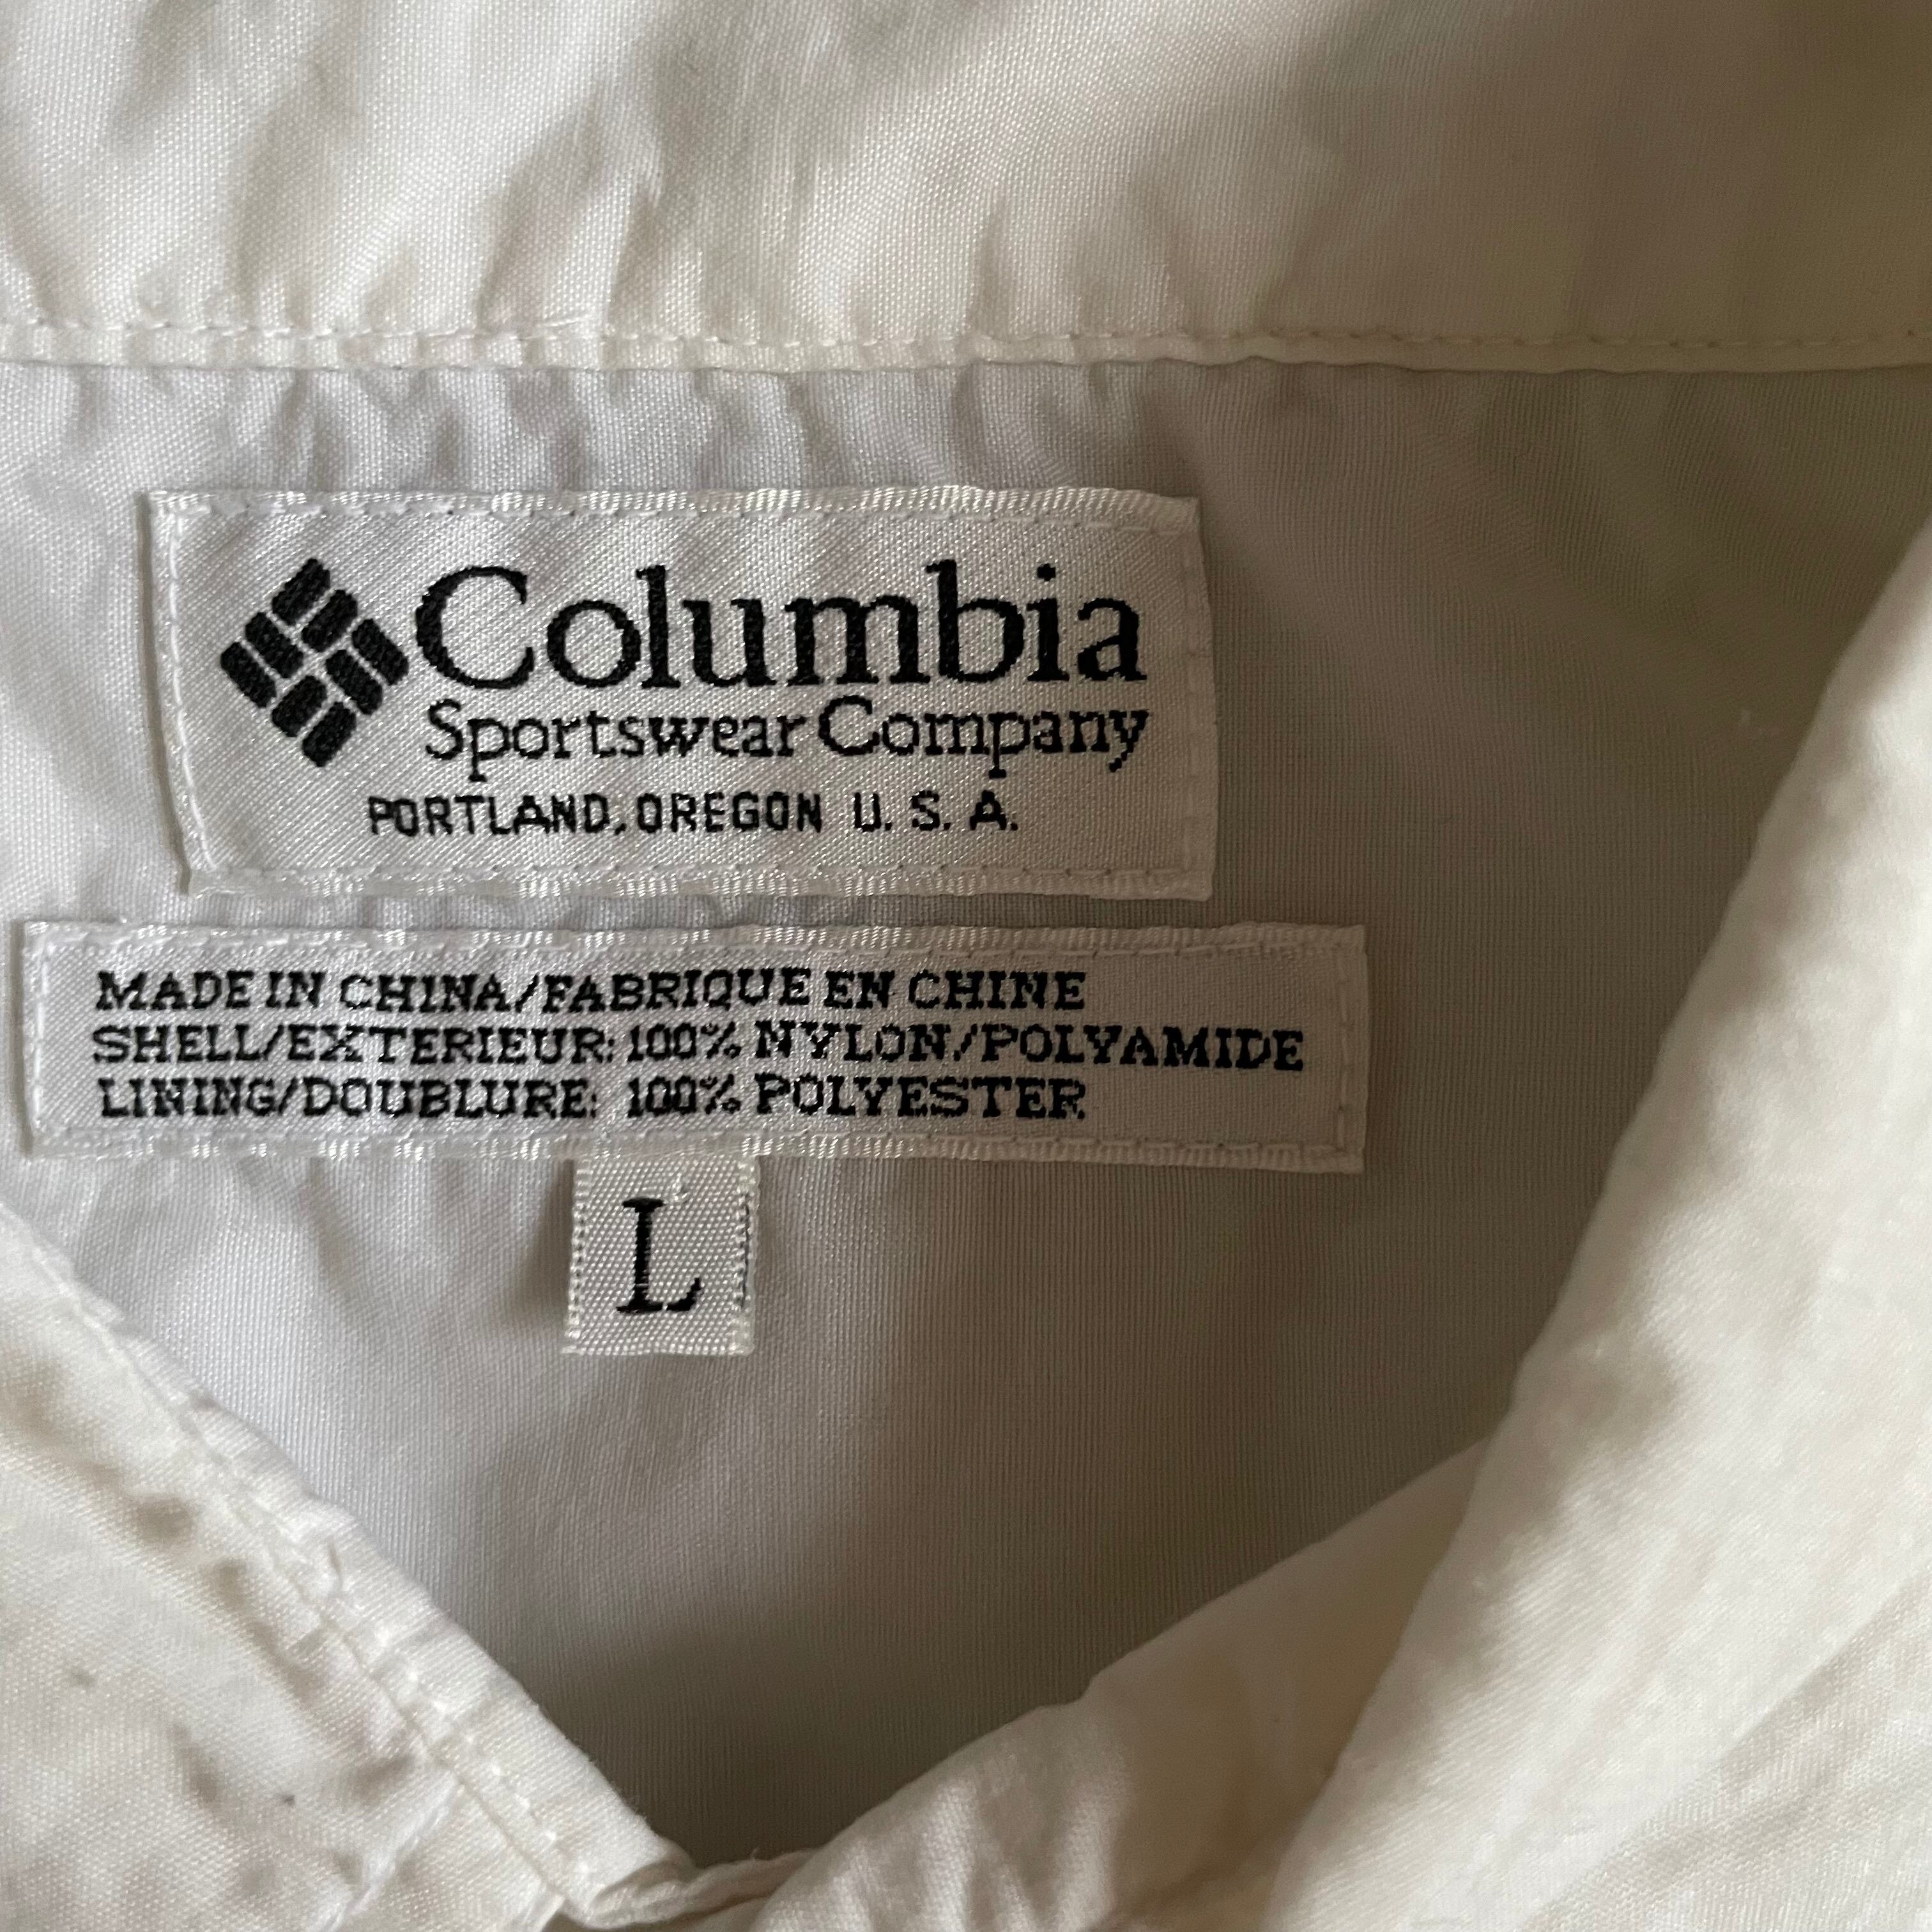 Columbia
Sportswear Company
PORTLAND, OREGON U. S. A.
MADE IN CHINA/FABRIQUE EN CHINE
SHELL/EXTERIEUR: 100% NYLON/POLYAMIDE
LINING/DOUBLURE: 100% POLYESTER
L